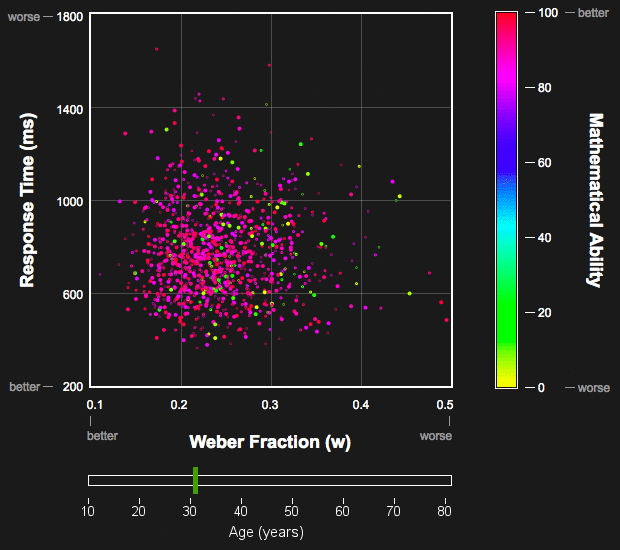 worse
1800
1400
1000
600
better
200
Response Time (ms)
0.1
0.2
0.3
0.4
0.5
better
worse
Weber Fraction (w)
10
20
30
40
50
60
70
80
Age (years)
100
better
80
60
40
20
0
worse
Mathematical Ability